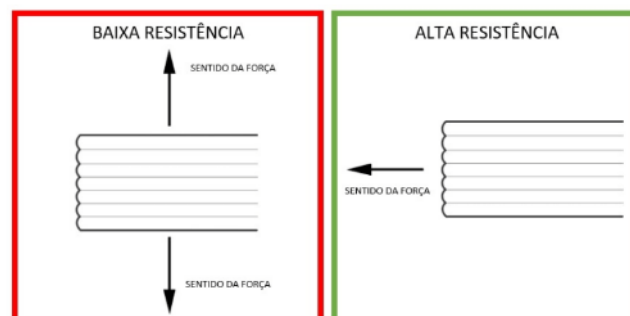 BAIXA RESISTÊNCIA
SENTIDO DA FORÇA
SENTIDO DA FORÇA
ALTA RESISTÊNCIA
SENTIDO DA FORÇA